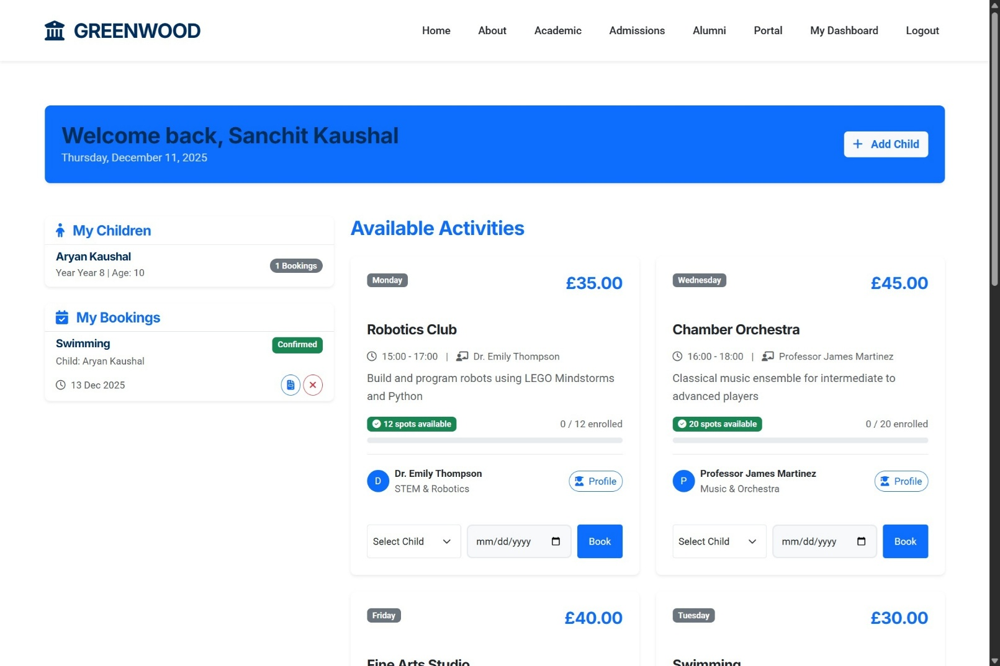 GREENWOOD
Home
About
Academic
Admissions
Alumni
Portal
My Dashboard
Logout
Welcome back, Sanchit Kaushal
Thursday, December 11, 2025
+ Add Child
My Children
Aryan Kaushal
Year Year 8 | Age: 10
1 Bookings
My Bookings
Swimming
Confirmed
Child: Aryan Kaushal
13 Dec 2025
Available Activities
Monday
£35.00
Robotics Club
15:00 - 17:00 | Dr. Emily Thompson
Build and program robots using LEGO Mindstorms
and Python
12 spots available
0 / 12 enrolled
D
Dr. Emily Thompson
STEM & Robotics
Profile
Select Child
mm/dd/yyyy
Book
Wednesday
£45.00
Chamber Orchestra
16:00 - 18:00 | Professor James Martinez
Classical music ensemble for intermediate to
advanced players
20 spots available
0 / 20 enrolled
P
Professor James Martinez
Music & Orchestra
Profile
Select Child
mm/dd/yyyy
Book
Friday
£40.00
Fine Arts Studio
Tuesday
£30.00
Swimming